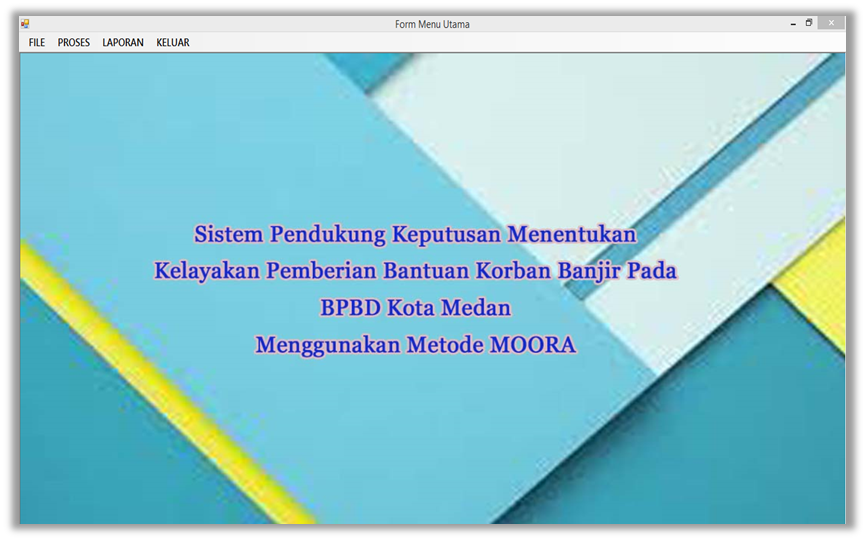 Form Menu Utama
FILE PROSES LAPORAN KELUAR
Sistem Pendukung Keputusan Menentukan
Kelayakan Pemberian Bantuan Korban Banjir Pada
BPBD Kota Medan
Menggunakan Metode MOORA